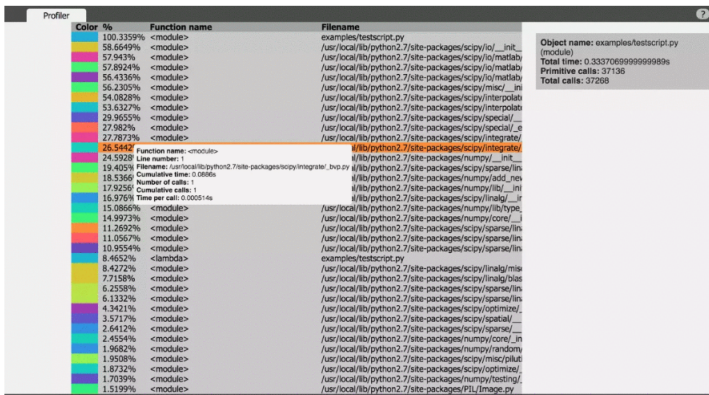 Profiler
?
Color % Function name Filename
100.3359% <module> examples/testscript.py
58.6649% <module> /usr/local/lib/python2.7/site-packages/scipy/io/__init__
57.943% <module> /usr/local/lib/python2.7/site-packages/scipy/io/matlab/
57.8924% <module> /usr/local/lib/python2.7/site-packages/scipy/io/matlab/
56.4336% <module> /usr/local/lib/python2.7/site-packages/scipy/io/matlab/
56.2305% <module> /usr/local/lib/python2.7/site-packages/scipy/misc/__ini
54.0828% <module> /usr/local/lib/python2.7/site-packages/scipy/interpolat
53.6327% <module> /usr/local/lib/python2.7/site-packages/scipy/interpolat
29.9655% <module> /usr/local/lib/python2.7/site-packages/scipy/special/__
27.982% <module> /usr/local/lib/python2.7/site-packages/scipy/special/_e
27.7873% <module> /usr/local/lib/python2.7/site-packages/scipy/integrate/
26.5442% l/lib/python2.7/site-packages/scipy/integrate/
24.5928% l/lib/python2.7/site-packages/numpy/__init__
19.405% l/lib/python2.7/site-packages/scipy/sparse/lin
18.5366% l/lib/python2.7/site-packages/numpy/add_nev
17.9256% l/lib/python2.7/site-packages/numpy/lib/__ini
16.976% l/lib/python2.7/site-packages/scipy/linalg/__ir
Function name: <module>
Line number: 1
Filename: /usr/local/lib/python2.7/site-packages/scipy/integrate/_bvp.py
Cumulative time: 0.0886s
Number of calls: 1
Cumulative calls: 1
Time per call: 0.000514s
15.0866% <module> /usr/local/lib/python2.7/site-packages/numpy/lib/type_
14.9973% <module> /usr/local/lib/python2.7/site-packages/numpy/core/__i
11.2692% <module> /usr/local/lib/python2.7/site-packages/scipy/sparse/lina
11.0567% <module> /usr/local/lib/python2.7/site-packages/scipy/sparse/lina
10.9554% <module> /usr/local/lib/python2.7/site-packages/scipy/sparse/lina
8.4652% <lambda> examples/testscript.py
8.4272% <module> /usr/local/lib/python2.7/site-packages/scipy/linalg/mis
7.7158% <module> /usr/local/lib/python2.7/site-packages/scipy/linalg/blas
6.2558% <module> /usr/local/lib/python2.7/site-packages/scipy/sparse/lin
6.1332% <module> /usr/local/lib/python2.7/site-packages/scipy/sparse/lin
4.3421% <module> /usr/local/lib/python2.7/site-packages/scipy/optimize/_
3.5717% <module> /usr/local/lib/python2.7/site-packages/scipy/spatial/__
2.6412% <module> /usr/local/lib/python2.7/site-packages/scipy/sparse/__
2.4554% <module> /usr/local/lib/python2.7/site-packages/numpy/core/_in
1.9682% <module> /usr/local/lib/python2.7/site-packages/numpy/random/
1.9508% <module> /usr/local/lib/python2.7/site-packages/scipy/misc/piluti
1.8732% <module> /usr/local/lib/python2.7/site-packages/scipy/optimize/_
1.7039% <module> /usr/local/lib/python2.7/site-packages/numpy/testing/_
1.5199% <module> /usr/local/lib/python2.7/site-packages/PIL/Image.py
Object name: examples/testscript.py
(module)
Total time: 0.3337069999999989s
Primitive calls: 37136
Total calls: 37268